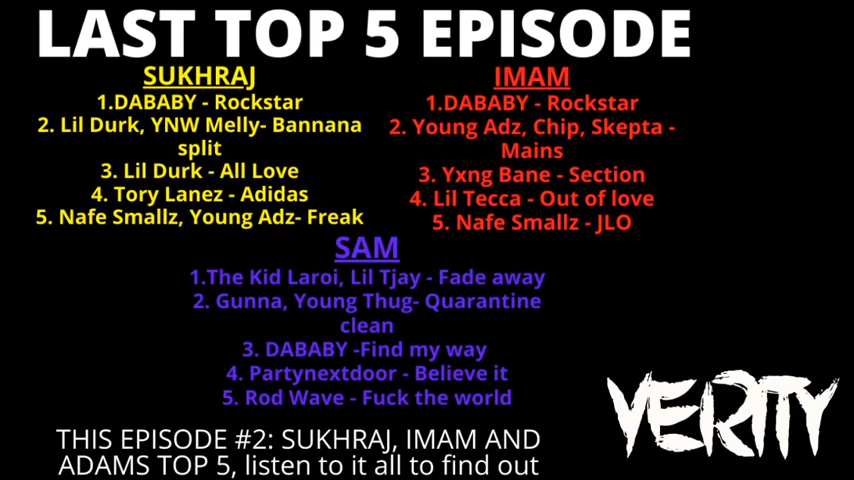 LAST TOP 5 EPISODE
SUKHRAJ
1.DABABY - Rockstar
2. Lil Durk, YNW Melly- Bannana
split
3. Lil Durk - All Love
4. Tory Lanez - Adidas
5. Nafe Smallz, Young Adz- Freak
IMAM
1.DABABY - Rockstar
2. Young Adz, Chip, Skepta -
Mains
3. Yxng Bane - Section
4. Lil Tecca - Out of love
5. Nafe Smallz - JLO
SAM
1.The Kid Laroi, Lil Tjay - Fade away
2. Gunna, Young Thug- Quarantine
clean
3. DABABY -Find my way
4. Partynextdoor - Believe it
5. Rod Wave - Fuck the world
VERITY
THIS EPISODE #2: SUKHRAJ, IMAM AND
ADAMS TOP 5, listen to it all to find out